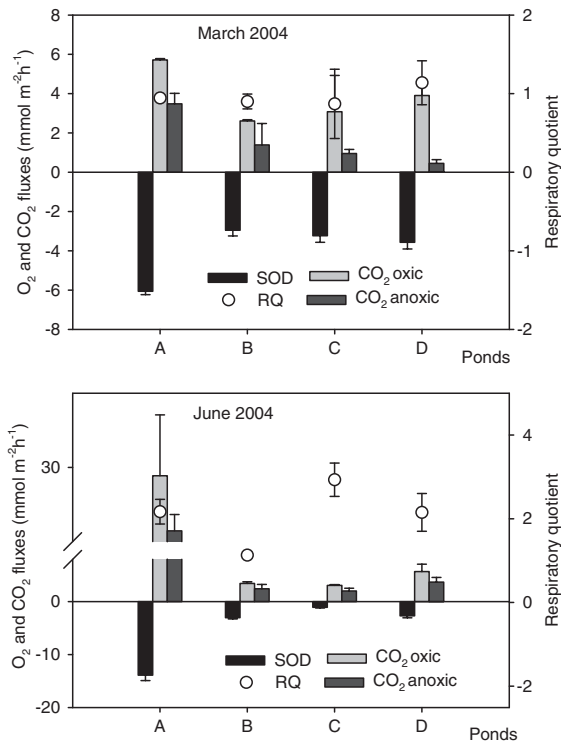 March 2004
O₂ and CO₂ fluxes (mmol m⁻²h⁻¹)
8
6
4
2
0
-2
-4
-6
-8
2
1
0
-1
-2
Respiratory quotient
SOD
CO₂ oxic
RQ
CO₂ anoxic
A B C D Ponds
June 2004
O₂ and CO₂ fluxes (mmol m⁻²h⁻¹)
30
0
-10
-20
4
2
0
-2
Respiratory quotient
SOD
CO₂ oxic
RQ
CO₂ anoxic
A B C D Ponds